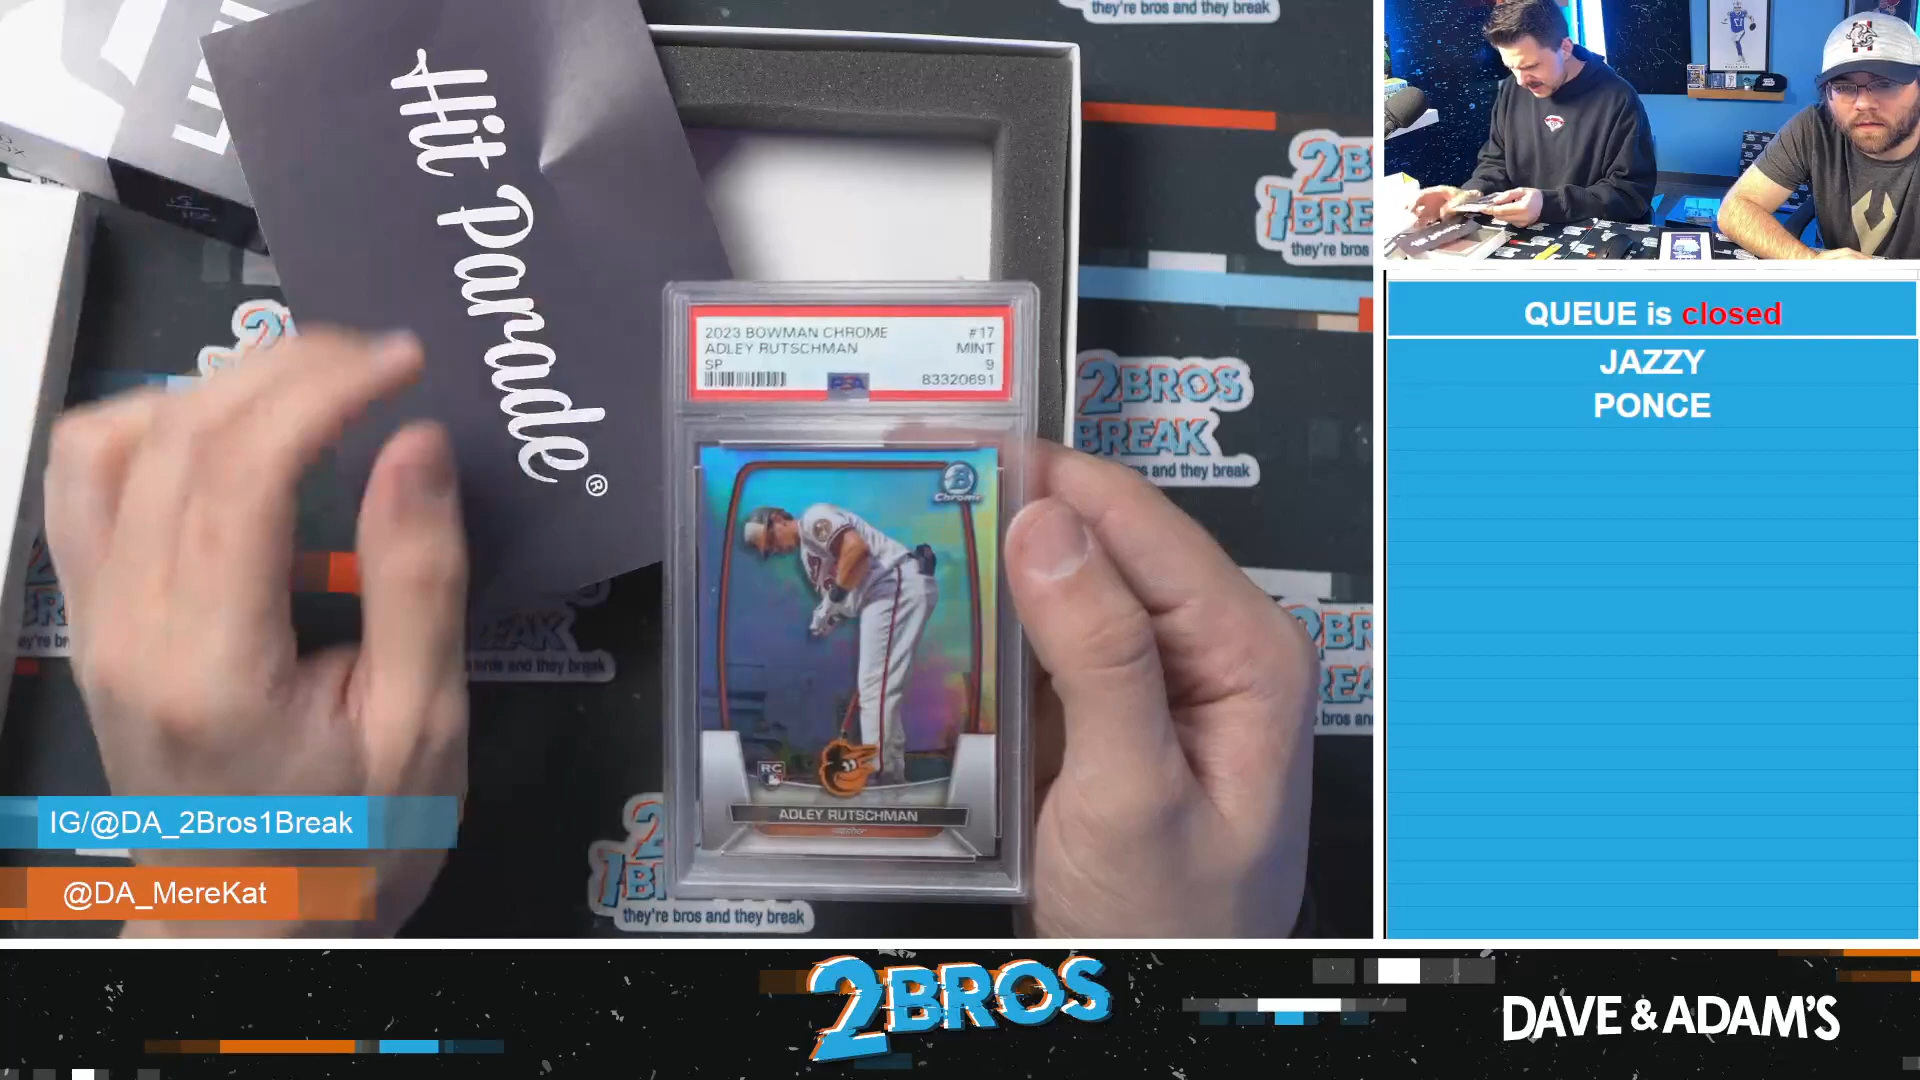 they're bros and they break
Hit Parade®
2B
1BRE
they're bros
2023 BOWMAN CHROME #17
ADLEY RUTSCHMAN MINT
SP 9
83320691
PSA
2BROS
BREAK
and they break
B
Chrome
RC
ADLEY RUTSCHMAN
they're bros and they break
IG/@DA_2Bros1Break
@DA_MereKat
QUEUE is closed
JAZZY
PONCE
2BROS
DAVE & ADAM'S